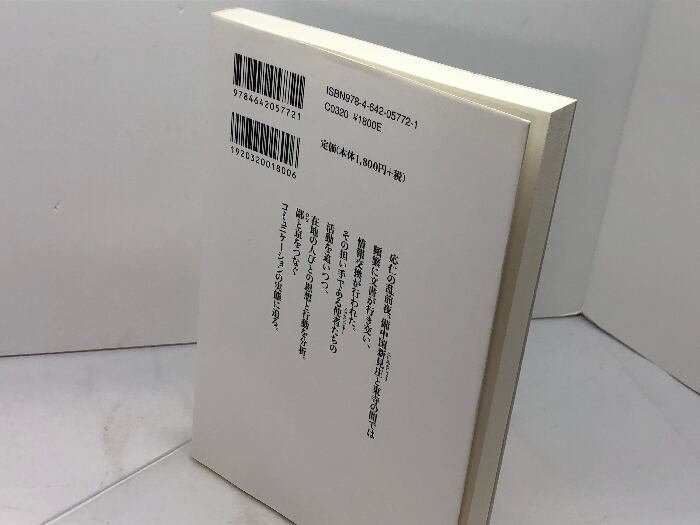 9784642057721
ISBN978-4-642-05772-1
C0320 ¥1800E
1920320018006
定価(本体1,800円+税)
応仁の乱前夜、備中国新見庄と東寺の間では
頻繁に文書が行き交い、
情報交換が行われた。
その担い手である使者たちの
活動を追いつつ、
在地の人びとの思想と行動を分析、
鄙と京をつなぐ
コミュニケーションの実態に迫る。